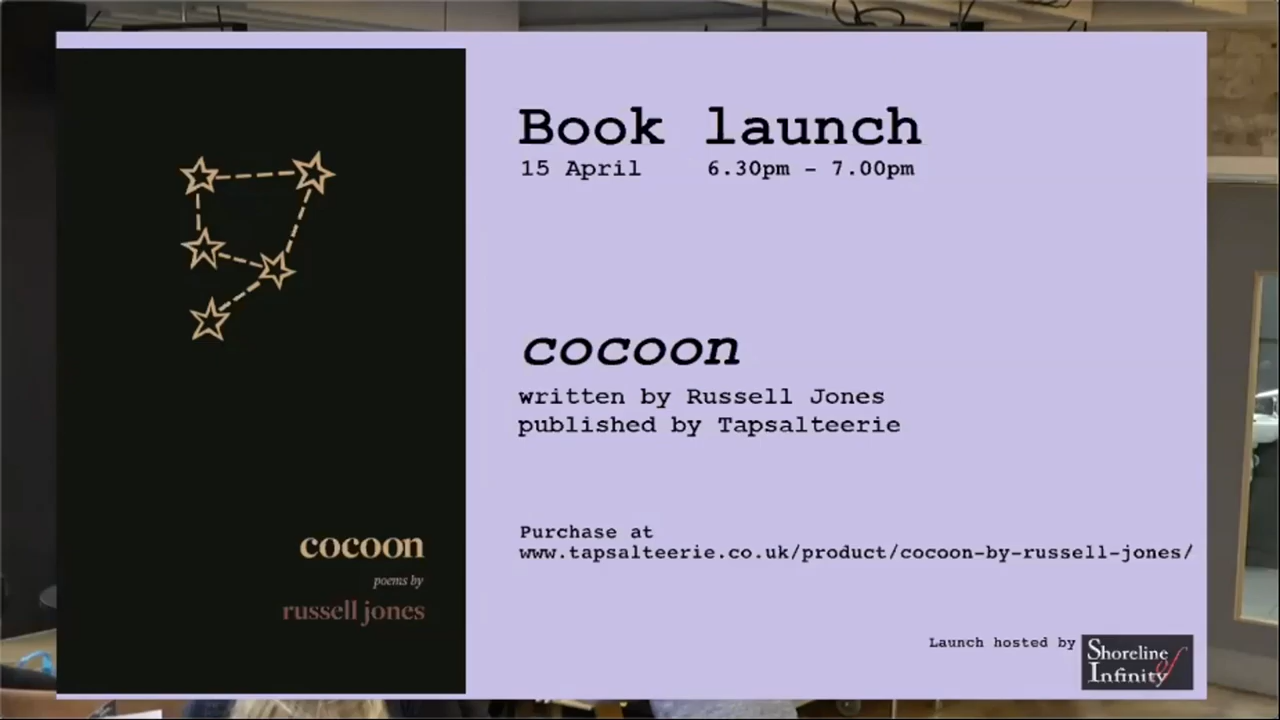 Book launch
15 April 6.30pm – 7.00pm
cocoon
written by Russell Jones
published by Tapsalteerie
Purchase at
www.tapsalteerie.co.uk/product/cocoon-by-russell-jones/
Launch hosted by
Shoreline
of
Infinity
cocoon
poems by
russell jones